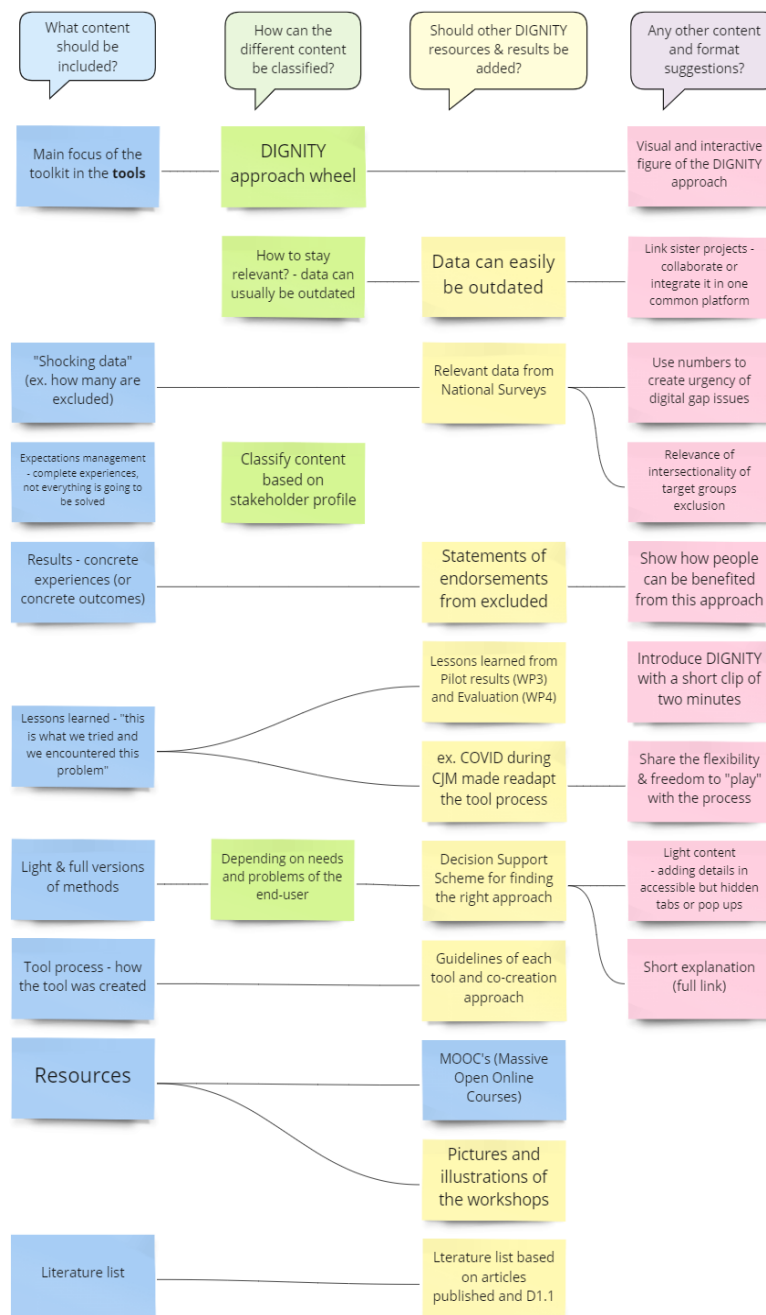 What content
should be
included?
How can the
different content
be classified?
Should other DIGNITY
resources & results be
added?
Any other content
and format
suggestions?
Main focus of the
toolkit in the tools
DIGNITY
approach wheel
Visual and interactive
figure of the DIGNITY
approach
How to stay
relevant? - data can
usually be outdated
Data can easily
be outdated
Link sister projects -
collaborate or
integrate it in one
common platform
"Shocking data"
(ex. how many are
excluded)
Relevant data from
National Surveys
Use numbers to
create urgency of
digital gap issues
Expectations management
- complete experiences,
not everything is going to
be solved
Classify content
based on
stakeholder profile
Relevance of
intersectionality of
target groups
exclusion
Results - concrete
experiences (or
concrete outcomes)
Statements of
endorsements
from excluded
Show how people
can be benefited
from this approach
Lessons learned - "this
is what we tried and
we encountered this
problem"
Lessons learned from
Pilot results (WP3)
and Evaluation (WP4)
Introduce DIGNITY
with a short clip of
two minutes
ex. COVID during
CJM made readapt
the tool process
Share the flexibility
& freedom to "play"
with the process
Light & full versions
of methods
Depending on needs
and problems of the
end-user
Decision Support
Scheme for finding
the right approach
Light content
- adding details in
accessible but hidden
tabs or pop ups
Tool process - how
the tool was created
Guidelines of each
tool and co-creation
approach
Short explanation
(full link)
Resources
MOOC's (Massive
Open Online
Courses)
Pictures and
illustrations of
the workshops
Literature list
Lterature list based
on articles
published and D1.1